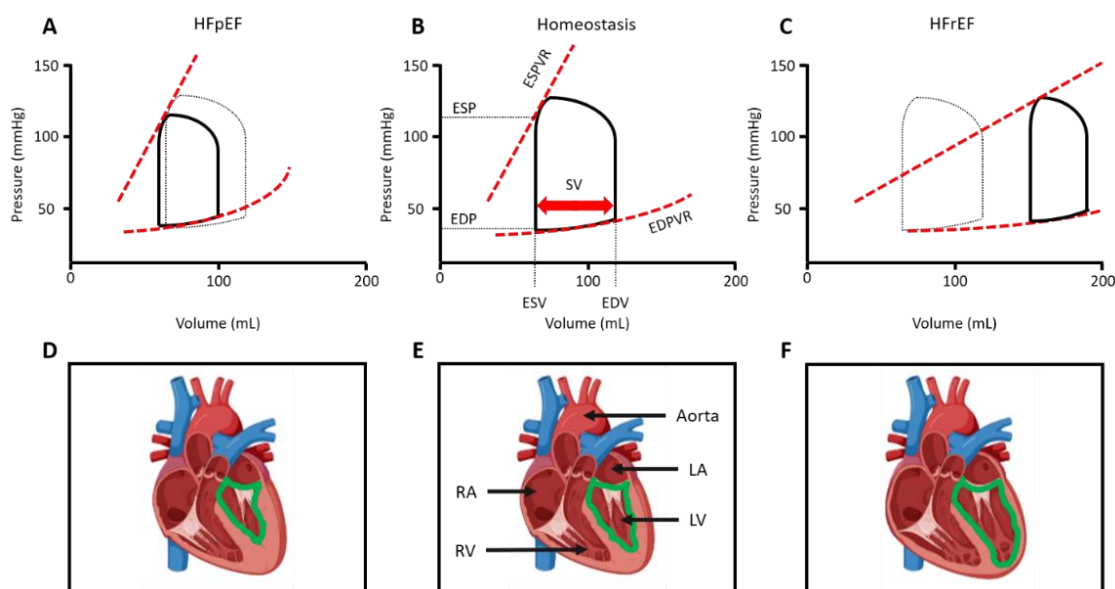 A HFpEF
150
100
50
0
100
200
Pressure (mmHg)
Volume (mL)
B Homeostasis
150
ESP
100
50
EDP
0
100
200
ESPVR
SV
EDPVR
ESV
EDV
Pressure (mmHg)
Volume (mL)
C HFrEF
150
100
50
0
100
200
Pressure (mmHg)
Volume (mL)
D
E
Aorta
LA
RA
LV
RV
F